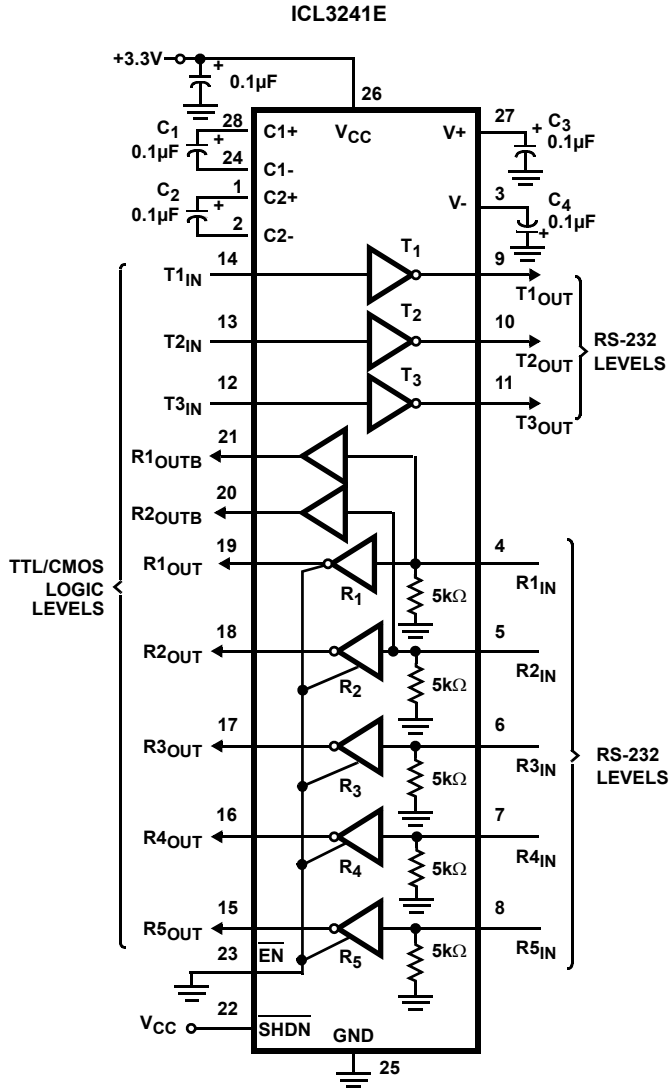 ICL3241E
+3.3V
+
0.1µF
26
VCC
28
C1+
C1
0.1µF
+
24
C1-
1
C2+
C2
0.1µF
+
2
C2-
27
V+
+
C3
0.1µF
3
V-
C4
0.1µF
+
T1IN
14
T1
9
T1OUT
T2IN
13
T2
10
T2OUT
T3IN
12
T3
11
T3OUT
RS-232
LEVELS
R1OUTB
21
R2OUTB
20
R1OUT
19
R1
5kΩ
4
R1IN
TTL/CMOS
LOGIC
LEVELS
R2OUT
18
R2
5kΩ
5
R2IN
R3OUT
17
R3
5kΩ
6
R3IN
RS-232
LEVELS
R4OUT
16
R4
5kΩ
7
R4IN
R5OUT
15
R5
5kΩ
8
R5IN
23
EN
VCC
22
SHDN
GND
25